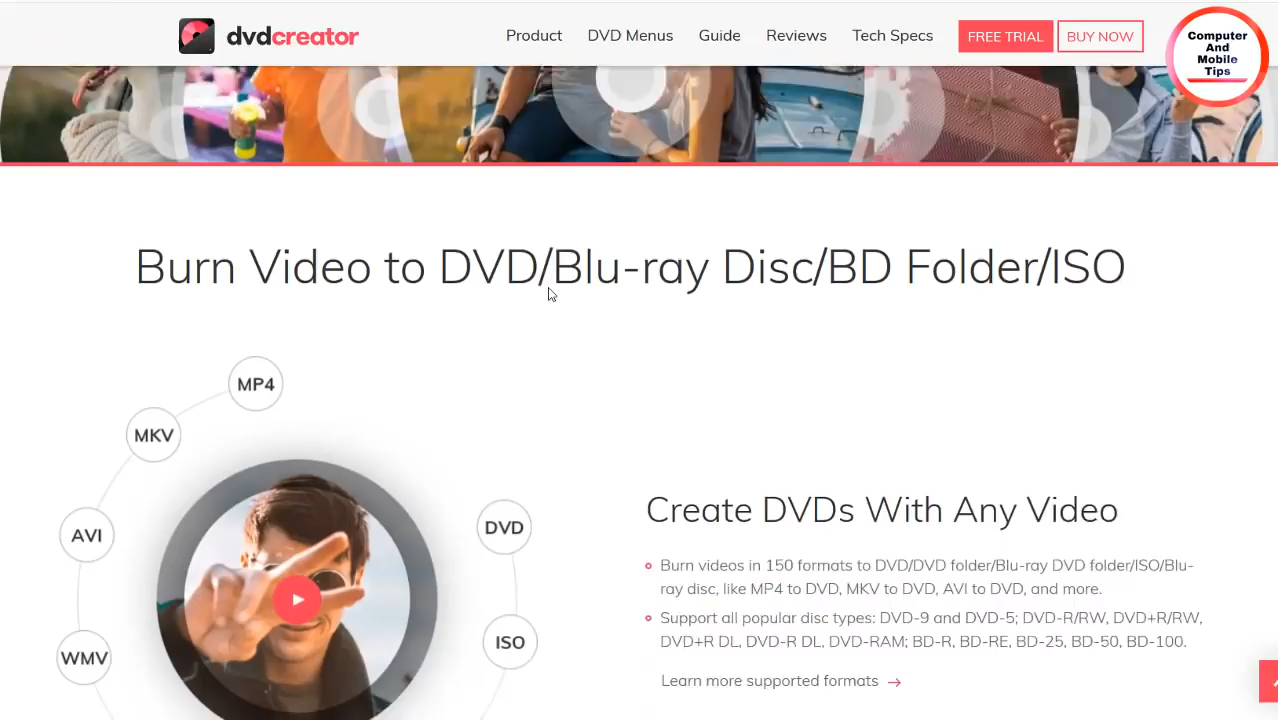 dvdcreator
Product
DVD Menus
Guide
Reviews
Tech Specs
FREE TRIAL
BUY NOW
Computer
And
Mobile
Tips
Burn Video to DVD/Blu-ray Disc/BD Folder/ISO
MP4
MKV
AVI
WMV
DVD
ISO
Create DVDs With Any Video
Burn videos in 150 formats to DVD/DVD folder/Blu-ray DVD folder/ISO/Blu-
ray disc, like MP4 to DVD, MKV to DVD, AVI to DVD, and more.
Support all popular disc types: DVD-9 and DVD-5; DVD-R/RW, DVD+R/RW,
DVD+R DL, DVD-R DL, DVD-RAM; BD-R, BD-RE, BD-25, BD-50, BD-100.
Learn more supported formats →